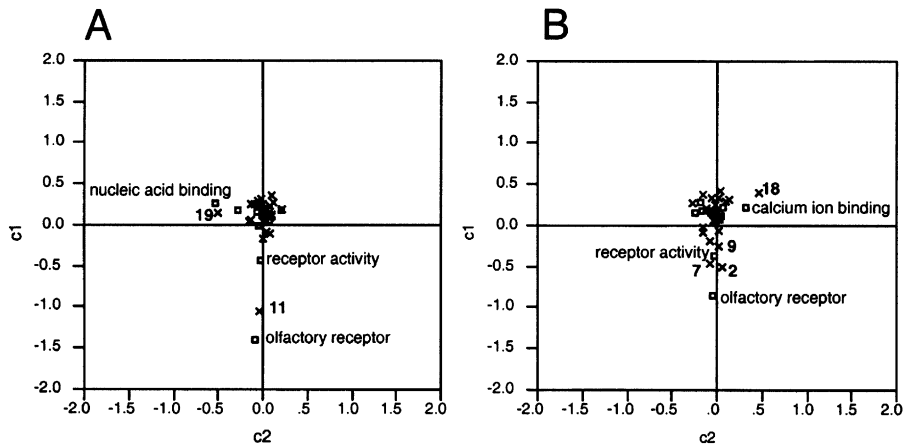 A
B
2.0
1.5
1.0
0.5
0.0
-0.5
-1.0
-1.5
-2.0
c1
nucleic acid binding
19
receptor activity
11
olfactory receptor
-2.0 -1.5 -1.0 -0.5 0.0 0.5 1.0 1.5 2.0
c2
2.0
1.5
1.0
0.5
0.0
-0.5
-1.0
-1.5
-2.0
c1
18
calcium ion binding
9
receptor activity
7
2
olfactory receptor
-2.0 -1.5 -1.0 -0.5 .0 .5 1.0 1.5 2.0
c2